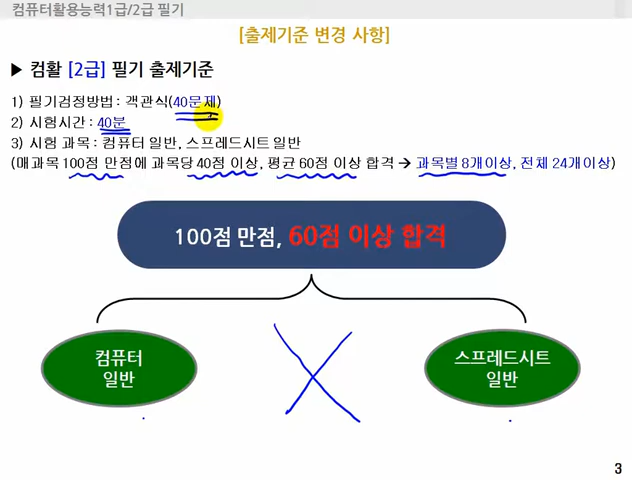 컴퓨터활용능력1급/2급 필기
[출제기준 변경 사항]
▶ 컴활 [2급] 필기 출제기준
1) 필기검정방법 : 객관식(40문제)
2) 시험시간 : 40분
3) 시험 과목 : 컴퓨터 일반, 스프레드시트 일반
(매과목 100점 만점에 과목당 40점 이상, 평균 60점 이상 합격 → 과목별 8개이상, 전체 24개이상)
100점 만점, 60점 이상 합격
컴퓨터
일반
스프레드시트
일반
3